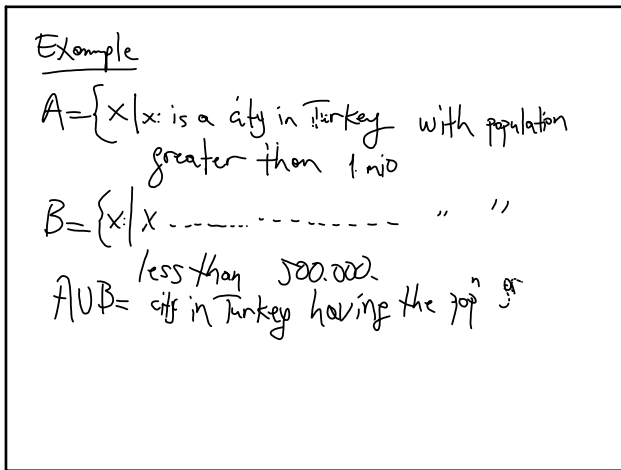 Example
A={x|x: is a city in Turkey with population
greater than 1 mio
B={x:| x ................ " "
less than 500.000.
A∪B= city in Turkey having the popⁿ or